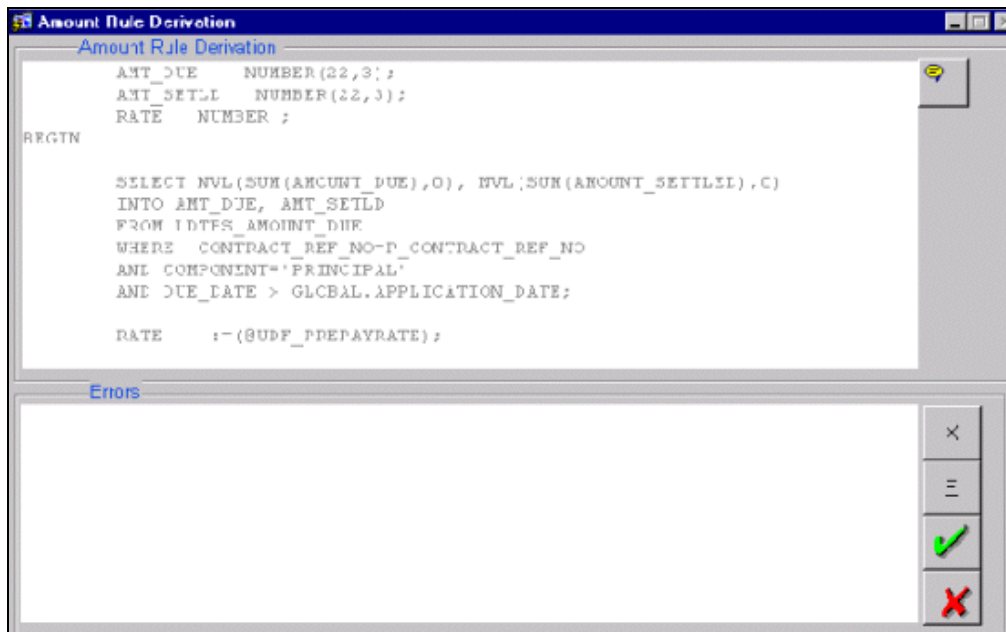 Amount Rule Derivation
Amount Rule Derivation
AMT_DUE NUMBER(22,3);
AMT_SETLD NUMBER(22,3);
RATE NUMBER ;
BEGIN
SELECT NVL(SUM(AMOUNT_DUE),0), NVL(SUM(AMOUNT_SETTLED),0)
INTO AMT_DUE, AMT_SETLD
FROM LDTBS_AMOUNT_DUE
WHERE CONTRACT_REF_NO=P_CONTRACT_REF_NO
AND COMPONENT='PRINCIPAL'
AND DUE_DATE > GLOBAL.APPLICATION_DATE;
RATE :=(@UDF_PREPAYRATE);
Errors